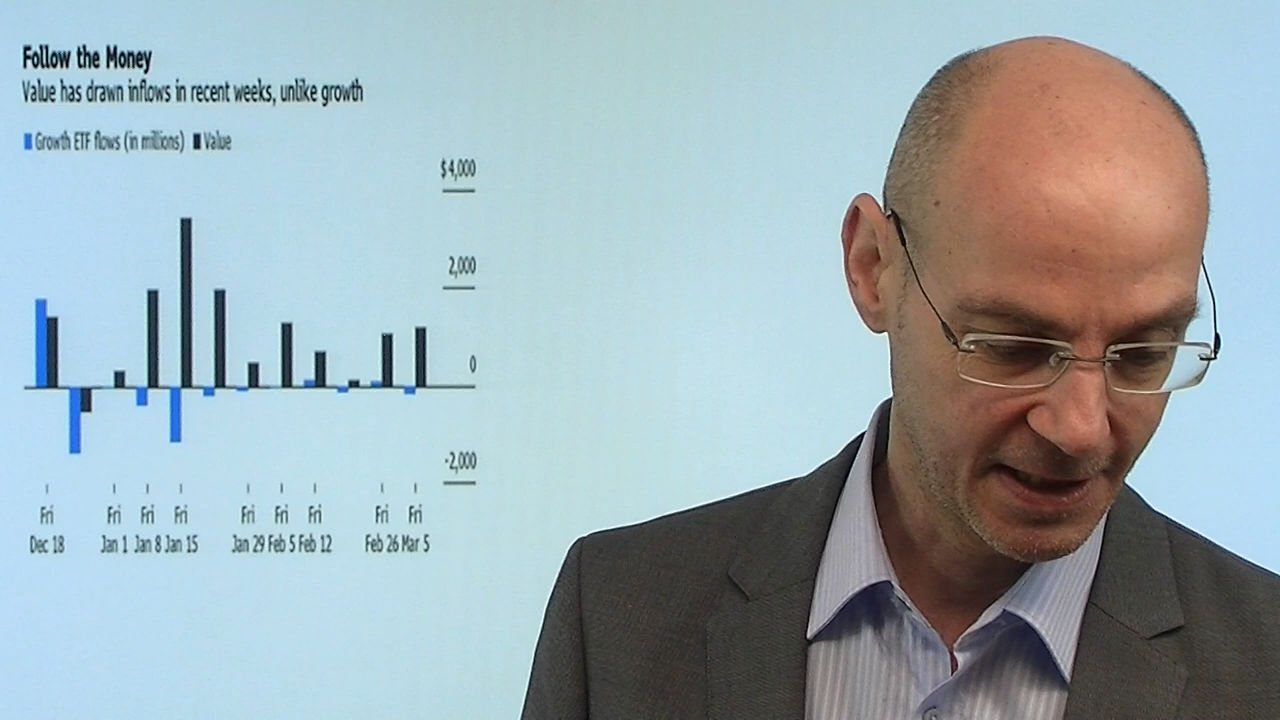 Follow the Money
Value has drawn inflows in recent weeks, unlike growth
Growth ETF flows (in millions) Value
$4,000
2,000
0
-2,000
Fri Fri Fri Fri Fri Fri Fri Fri Fri
Dec 18 Jan 1 Jan 8 Jan 15 Jan 29 Feb 5 Feb 12 Feb 26 Mar 5